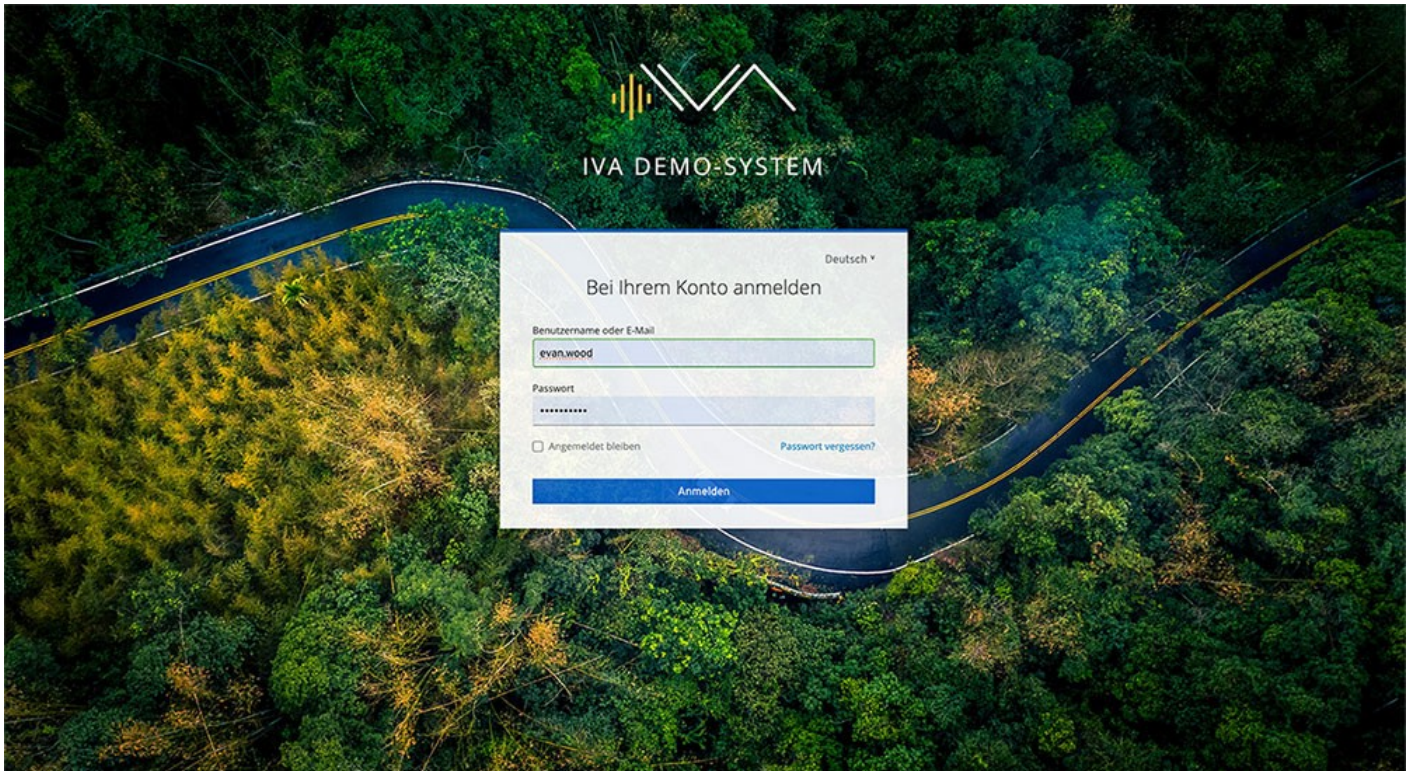 IVA
IVA DEMO-SYSTEM
Deutsch
Bei Ihrem Konto anmelden
Benutzername oder E-Mail
evan.wood
Passwort
••••••••••
Angemeldet bleiben
Passwort vergessen?
Anmelden